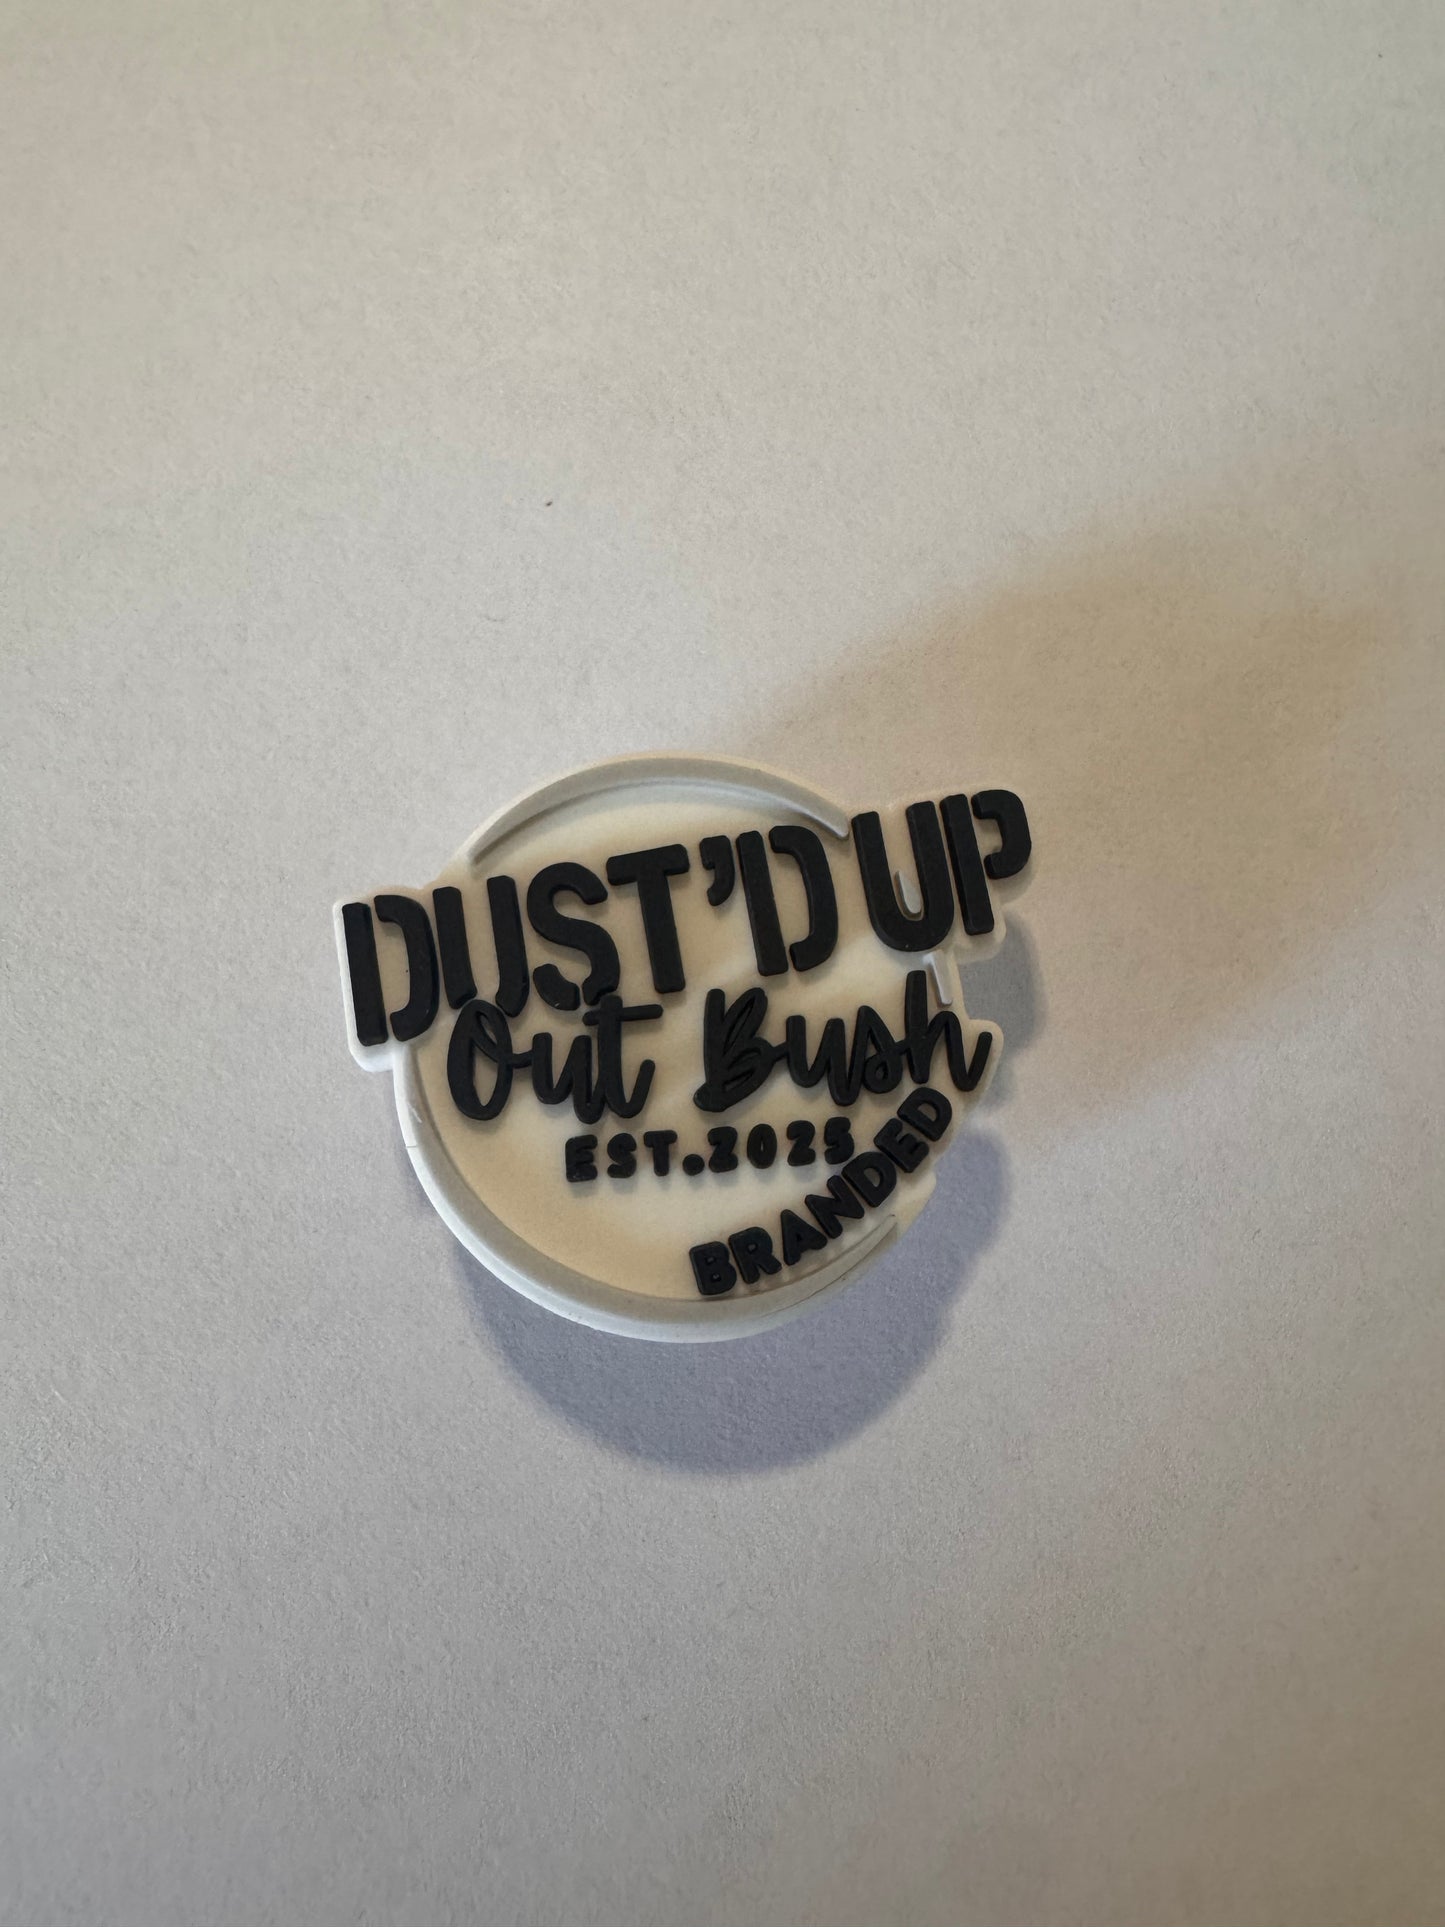 DUST'D UP
Out Bush
EST.2025
BRANDED